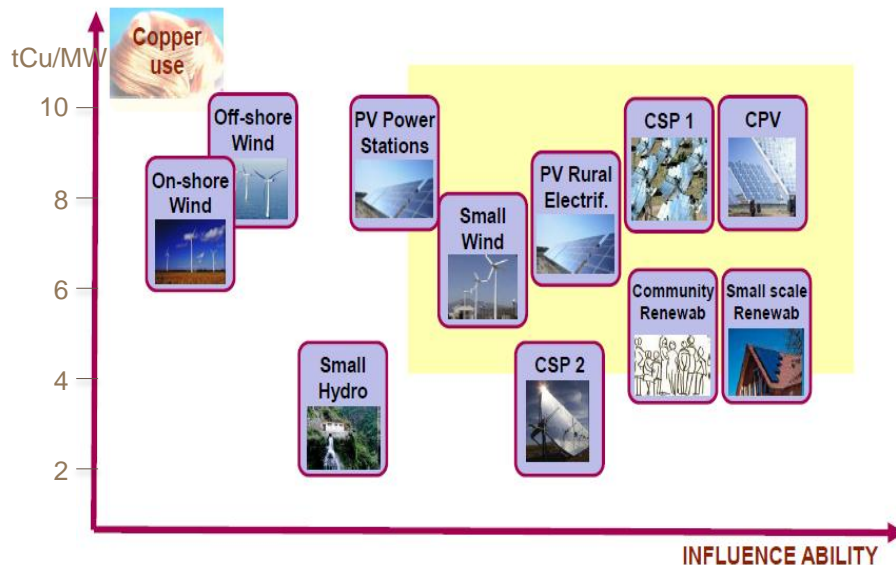 Copper
use
tCu/MW
10
8
6
4
2
Off-shore
Wind
On-shore
Wind
PV Power
Stations
Small
Wind
PV Rural
Electrif.
CSP 1
CPV
Community
Renewab
Small scale
Renewab
Small
Hydro
CSP 2
INFLUENCE ABILITY